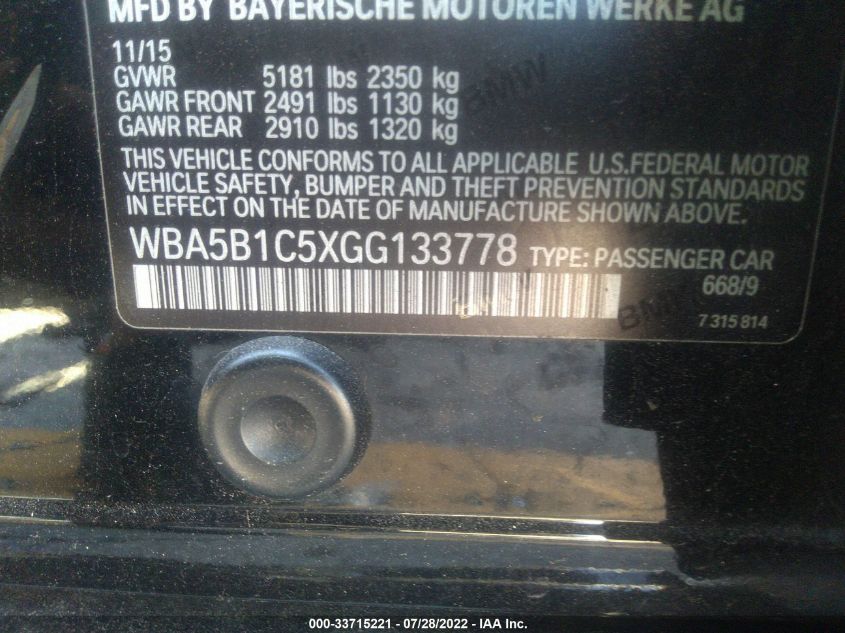 MFD BY BAYERISCHE MOTOREN WERKE AG
11/15
GVWR 5181 lbs 2350 kg
GAWR FRONT 2491 lbs 1130 kg
GAWR REAR 2910 lbs 1320 kg
BMW
THIS VEHICLE CONFORMS TO ALL APPLICABLE U.S.FEDERAL MOTOR
VEHICLE SAFETY, BUMPER AND THEFT PREVENTION STANDARDS
IN EFFECT ON THE DATE OF MANUFACTURE SHOWN ABOVE.
WBA5B1C5XGG133778 TYPE: PASSENGER CAR
668/9
BMW
7 315 814
000-33715221 - 07/28/2022 - IAA Inc.